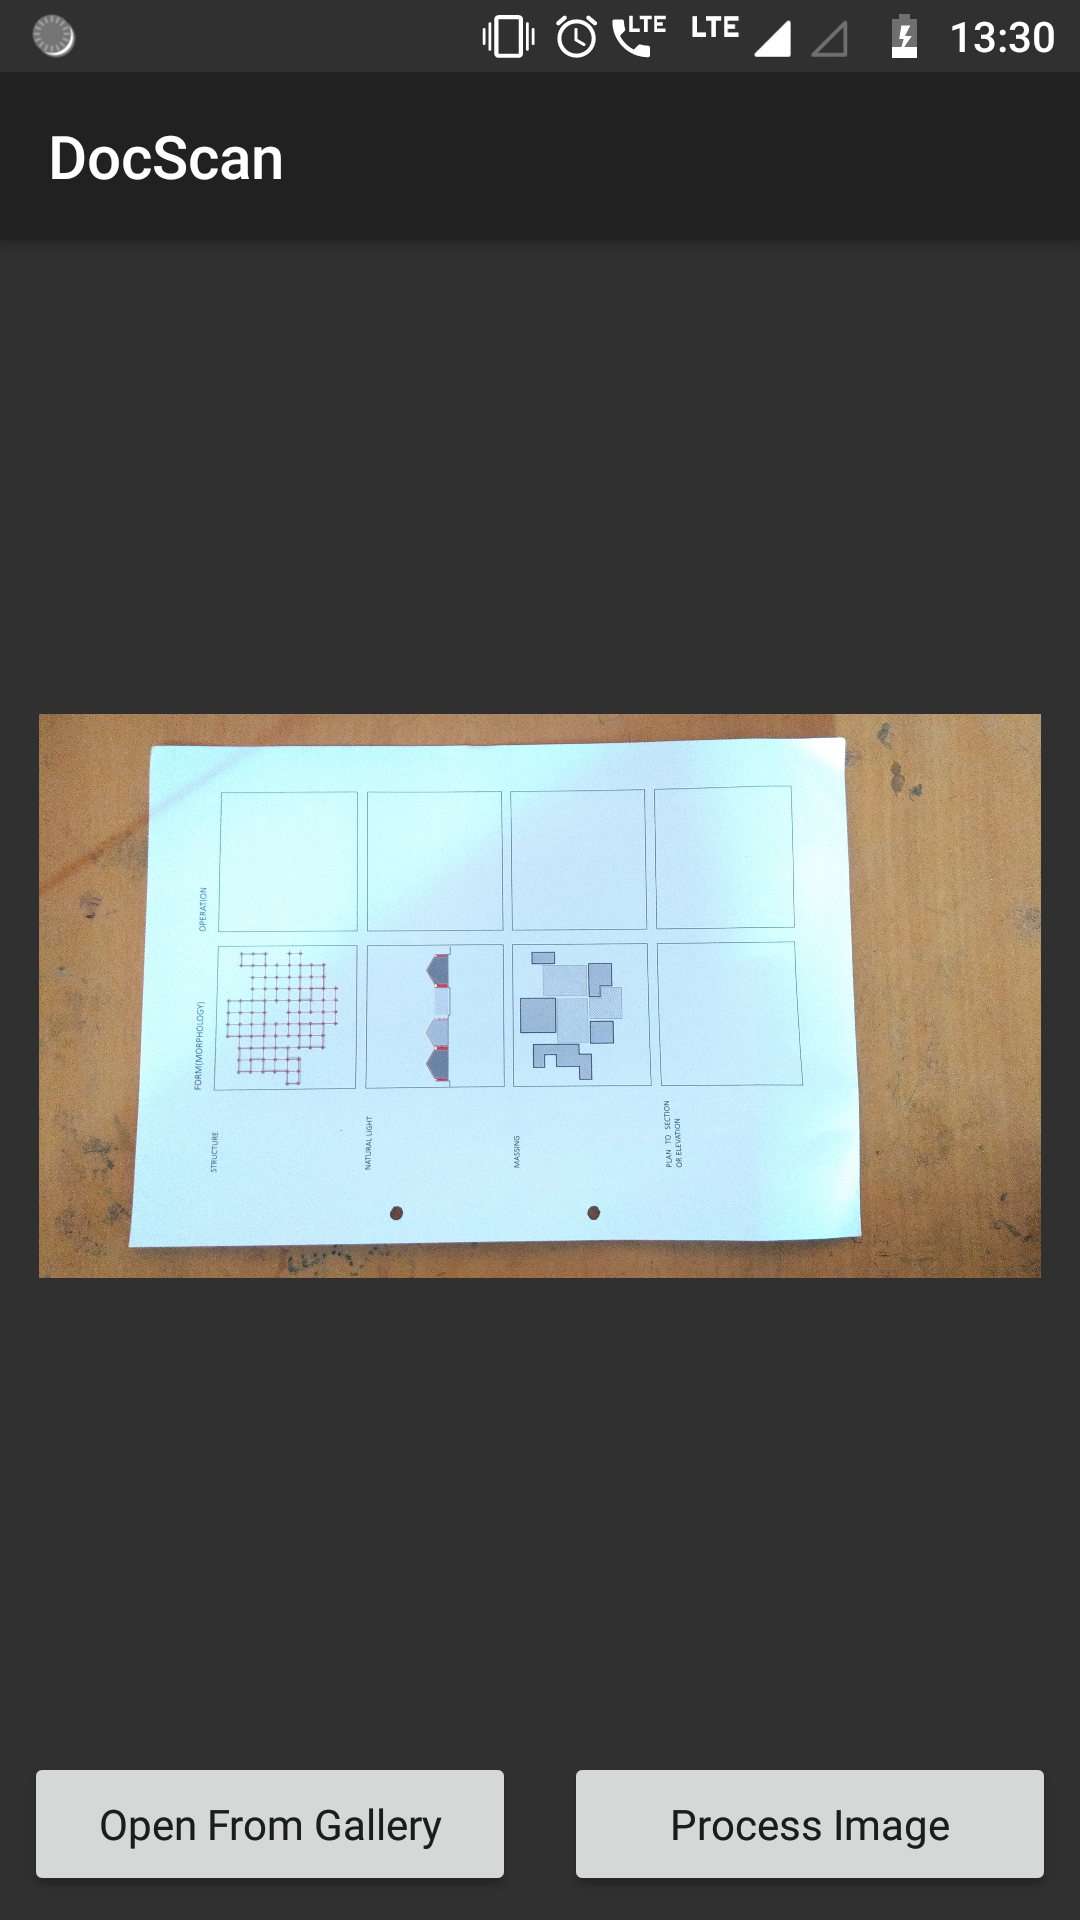 LTE
LTE
13:30
DocScan
OPERATION
FORM(MORPHOLOGY)
STRUCTURE
NATURAL LIGHT
MASSING
PLAN TO SECTION
OR ELEVATION
Open From Gallery
Process Image